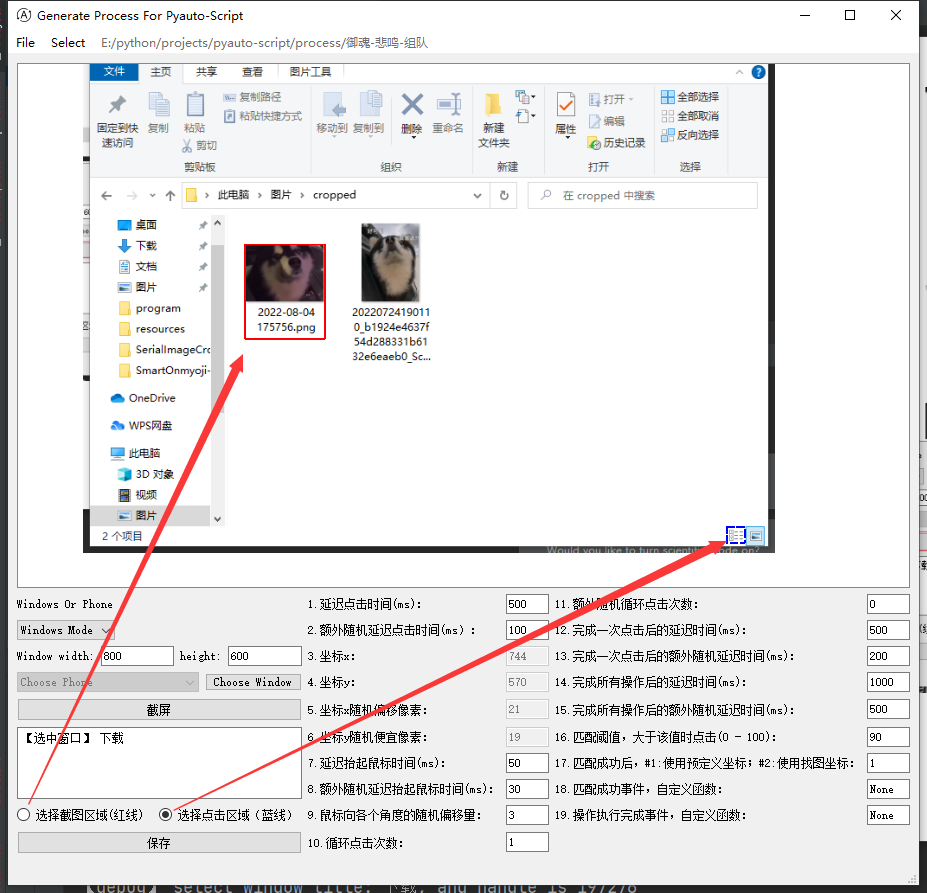 Generate Process For Pyauto-Script
File Select E:/python/projects/pyauto-script/process/御魂-悲鸣-组队
文件 主页 共享 查看 图片工具
固定到快速访问 复制 粘贴 复制路径 粘贴快捷方式 剪切
移动到 复制到 删除 重命名 新建文件夹 属性 打开 编辑 历史记录
全部选择 全部取消 反向选择
剪贴板 组织 新建 打开 选择
此电脑 图片 cropped 在 cropped 中搜索
桌面
下载
文档
图片
program
resources
SerialImageCrc
SmartOnmyoji-
OneDrive
WPS网盘
此电脑
3D 对象
视频
图片
2 个项目
2022-08-04
175756.png
2022072419011
0_b1924e4637f
54d288331b61
32e6eaeb0_Sc...
Would you like to turn scientific mode on?
Windows Or Phone
Windows Mode
Window width: 800 height: 600
Choose Phone Choose Window
截屏
【选中窗口】 下载
选择截图区域(红线) 选择点击区域（蓝线）
保存
1.延迟点击时间(ms): 500
2.额外随机延迟点击时间(ms) : 100
3.坐标x: 744
4.坐标y: 570
5.坐标x随机偏移像素: 21
6.坐标y随机便宜像素: 19
7.延迟抬起鼠标时间(ms): 50
8.额外随机延迟抬起鼠标时间(ms): 30
9.鼠标向各个角度的随机偏移量: 3
10.循环点击次数: 1
11.额外随机循环点击次数: 0
12.完成一次点击后的延迟时间(ms): 500
13.完成一次点击后的额外随机延迟时间(ms): 200
14.完成所有操作后的延迟时间(ms): 1000
15.完成所有操作后的额外随机延迟时间(ms): 500
16.匹配阈值，大于该值时点击(0 - 100): 90
17.匹配成功后，#1:使用预定义坐标；#2:使用找图坐标: 1
18.匹配成功事件，自定义函数: None
19.操作执行完成事件，自定义函数: None
【debug】 select window title: 下载, and handle is 197278